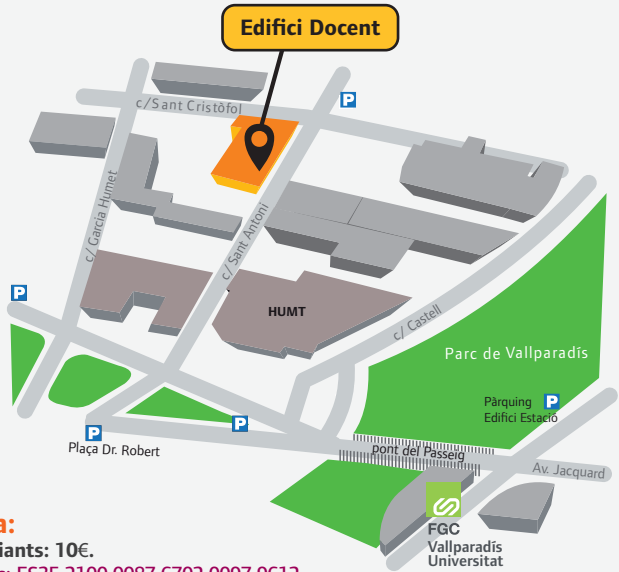 Edifici Docent
P
c/Sant Cristòfol
c/ Garcia Humet
c/ Sant Antoni
P
HUMT
c/ Castell
Parc de Vallparadís
Pàrquing P
Edifici Estació
P
P
Plaça Dr. Robert
pont del Passeig
Av. Jacquard
FGC
Vallparadís
Universitat
a:
iants: 10€.